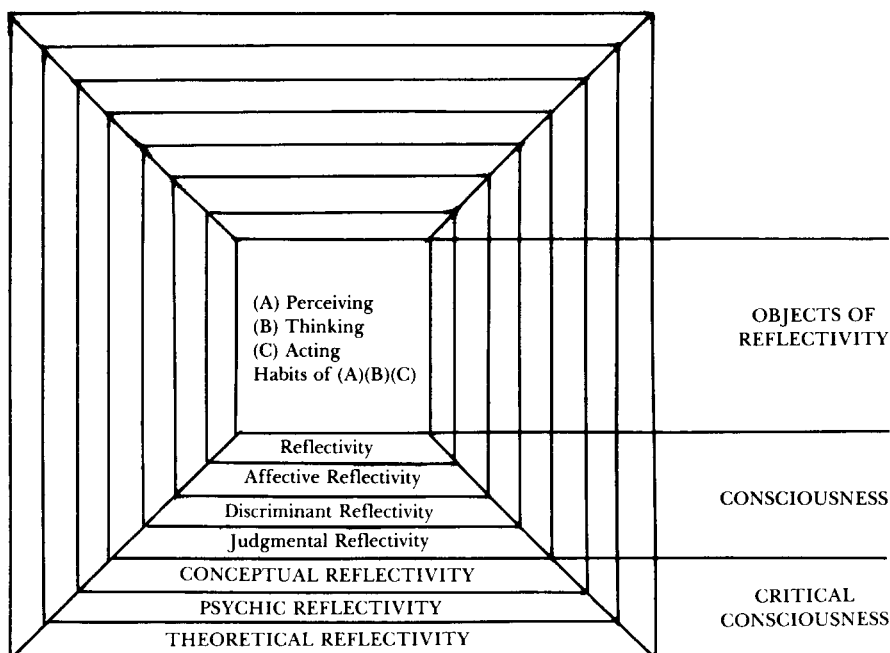 (A) Perceiving
(B) Thinking
(C) Acting
Habits of (A)(B)(C)
OBJECTS OF
REFLECTIVITY
Reflectivity
Affective Reflectivity
Discriminant Reflectivity
Judgmental Reflectivity
CONSCIOUSNESS
CONCEPTUAL REFLECTIVITY
PSYCHIC REFLECTIVITY
THEORETICAL REFLECTIVITY
CRITICAL
CONSCIOUSNESS